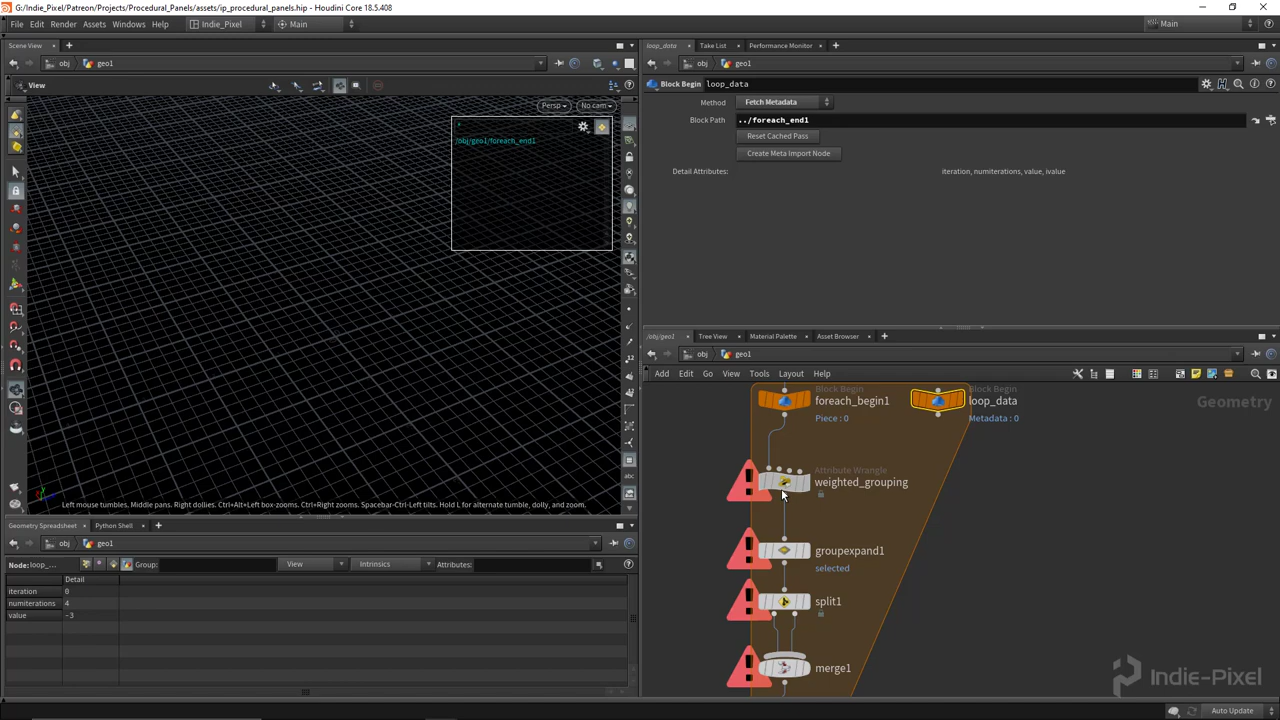 G:/Indie_Pixel/Patreon/Projects/Procedural_Panels/assets/ip_procedural_panels.hip - Houdini Core 18.5.408
File Edit Render Assets Windows Help Indie_Pixel Main Main
Scene View
obj geo1
View
Persp No cam
/obj/geo1/foreach_end1
Left mouse tumbles, Middle pans. Right dollies. Ctrl+Alt+Left box-zooms. Ctrl+Right zooms. Spacebar-Ctrl-Left tilts. Hold L for alternate tumble, dolly, and zoom.
abc
Geometry Spreadsheet Python Shell
obj geo1
Node:loop_... Group: View Intrinsics Attributes:
Detail
iteration 0
numiterations 4
value -3
loop_data Take List Performance Monitor
obj geo1
Block Begin loop_data
Method Fetch Metadata
Block Path ../foreach_end1
Reset Cached Pass
Create Meta Import Node
Detail Attributes: iteration, numiterations, value, ivalue
/obj/geo1 Tree View Material Palette Asset Browser
obj geo1
Add Edit Go View Tools Layout Help
Block Begin
foreach_begin1
Piece : 0
Block Begin
loop_data
Metadata : 0
Geometry
Attribute Wrangle
weighted_grouping
groupexpand1
selected
split1
merge1
Indie-Pixel
Auto Update